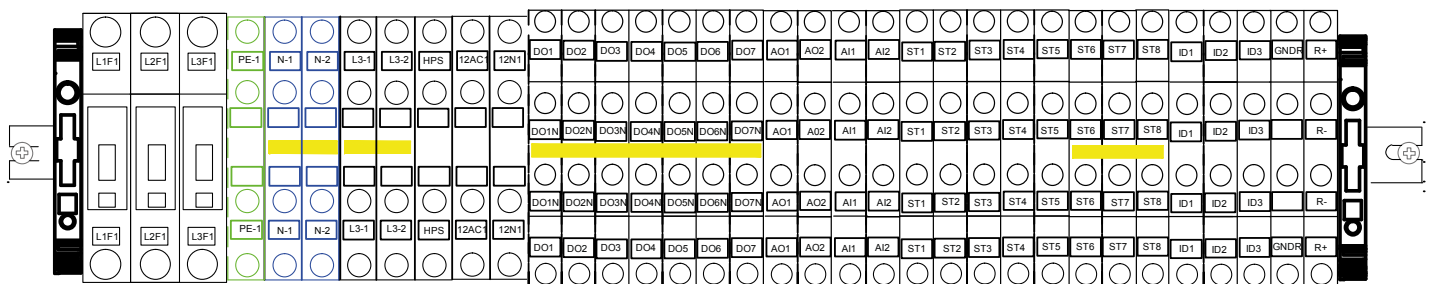 L1F1 L2F1 L3F1 PE-1 N-1 N-2 L3-1 L3-2 HPS 12AC1 12N1 DO1 DO2 DO3 DO4 DO5 DO6 DO7 AO1 AO2 AI1 AI2 ST1 ST2 ST3 ST4 ST5 ST6 ST7 ST8 ID1 ID2 ID3 GNDR R+
DO1N DO2N DO3N DO4N DO5N DO6N DO7N AO1 A02 AI1 AI2 ST1 ST2 ST3 ST4 ST5 ST6 ST7 ST8 ID1 ID2 ID3 R-
DO1N DO2N DO3N DO4N DO5N DO6N DO7N AO1 AO2 AI1 AI2 ST1 ST2 ST3 ST4 ST5 ST6 ST7 ST8 ID1 ID2 ID3 R-
L1F1 L2F1 L3F1 PE-1 N-1 N-2 L3-1 L3-2 HPS 12AC1 12N1 DO1 DO2 DO3 DO4 DO5 DO6 DO7 AO1 AO2 AI1 AI2 ST1 ST2 ST3 ST4 ST5 ST6 ST7 ST8 ID1 ID2 ID3 GNDR R+